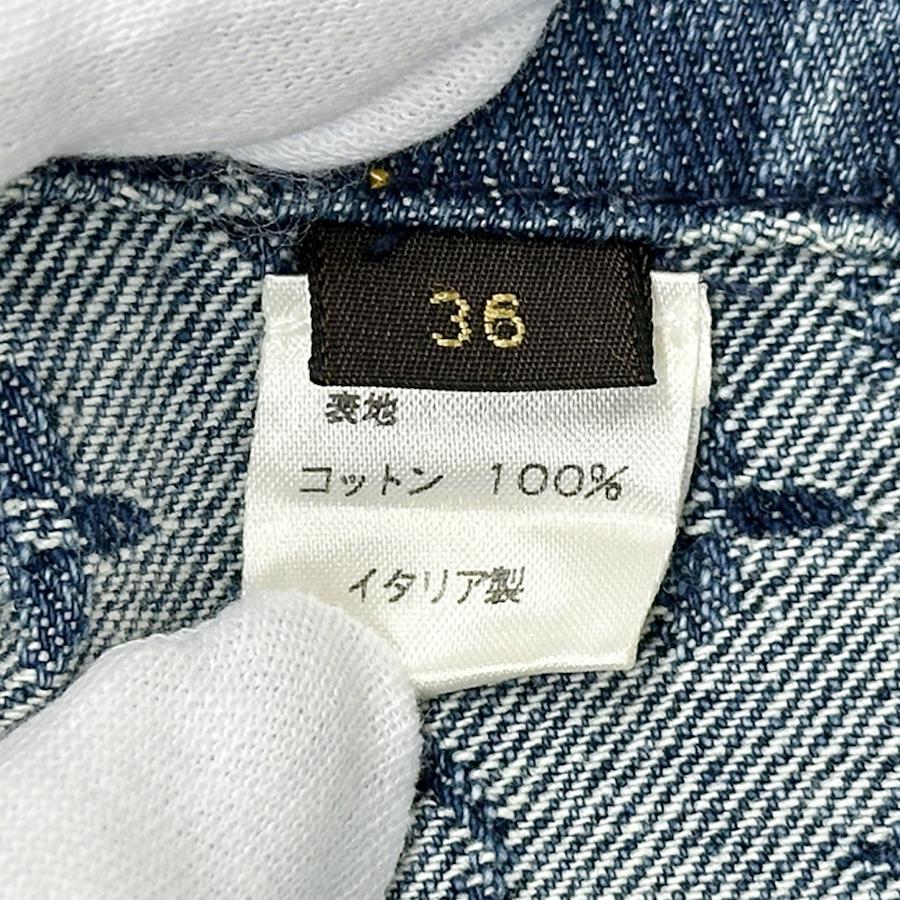 36
表地
コットン 100%
イタリア製